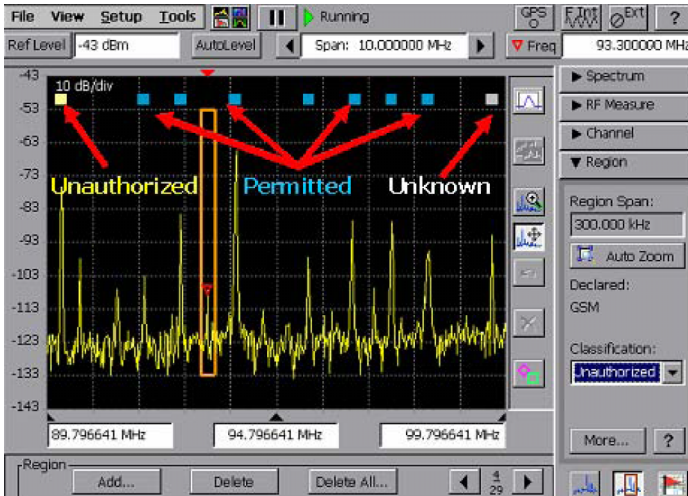 File View Setup Tools Running GPS F.Int Ext ?
Ref Level -43 dBm AutoLevel Span: 10.000000 MHz Freq 93.300000 MHz
-43
10 dB/div
-53
-63
-73
-83
-93
-103
-113
-123
-133
-143
Unauthorized Permitted Unknown
89.796641 MHz 94.796641 MHz 99.796641 MHz
Region
Add... Delete Delete All... 4
29
Spectrum
RF Measure
Channel
Region
Region Span:
300.000 kHz
Auto Zoom
Declared:
GSM
Classification:
Unauthorized
More... ?